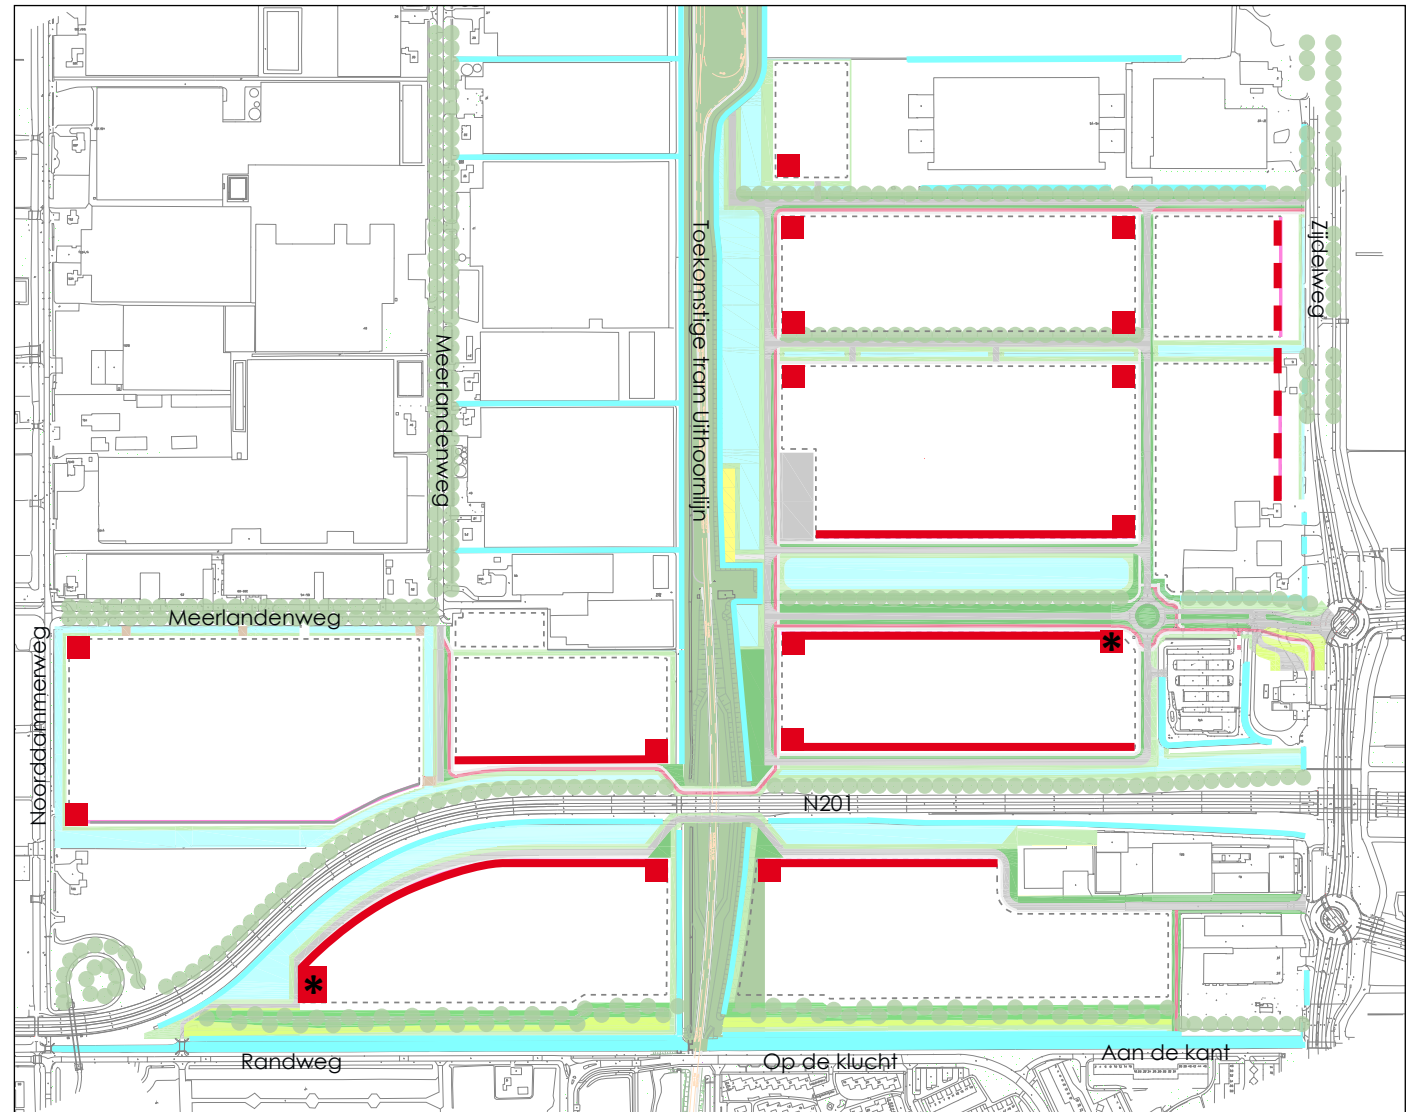 Toekomstige tram Uithoornlijn
Zijdelweg
Meerlandenweg
Meerlandenweg
Noorddammerweg
*
N201
*
Randweg
Op de klucht
Aan de kant